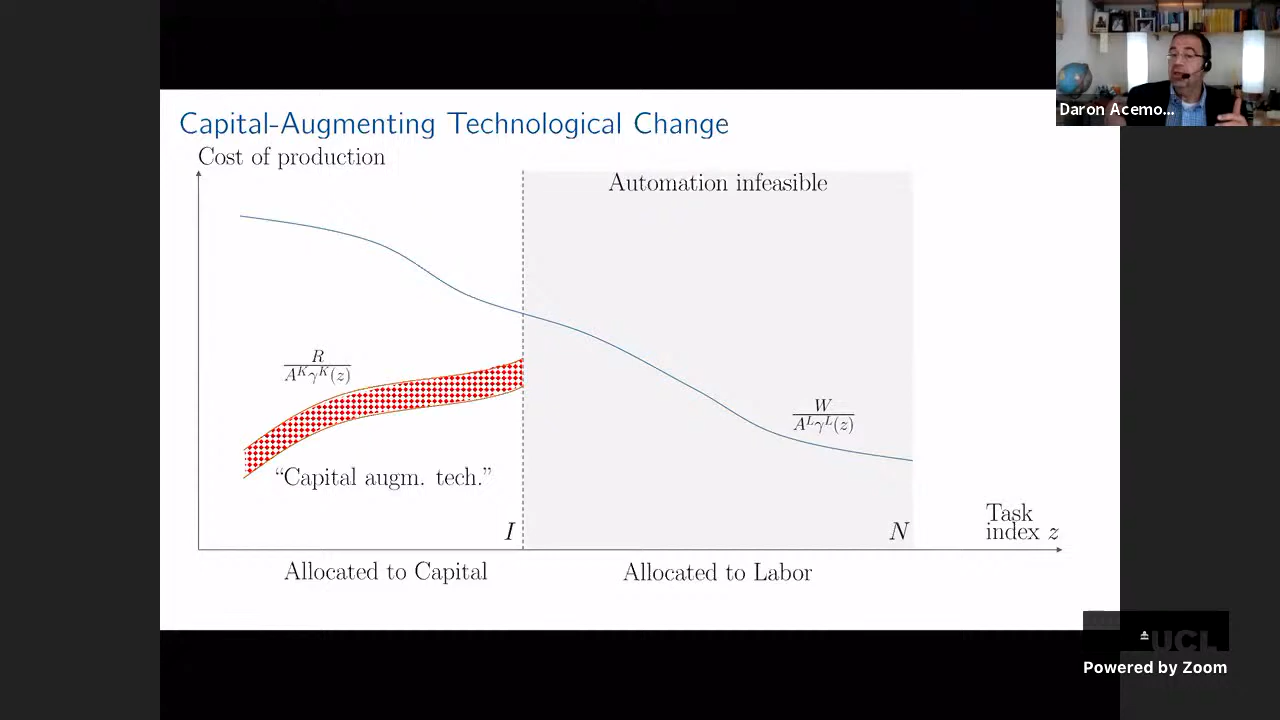 Daron Acemo...
Capital-Augmenting Technological Change
Cost of production
Automation infeasible
R
A^K γ^K(z)
W
A^L γ^L(z)
“Capital augm. tech.”
I
N
Task
index z
Allocated to Capital
Allocated to Labor
UCL
Powered by Zoom